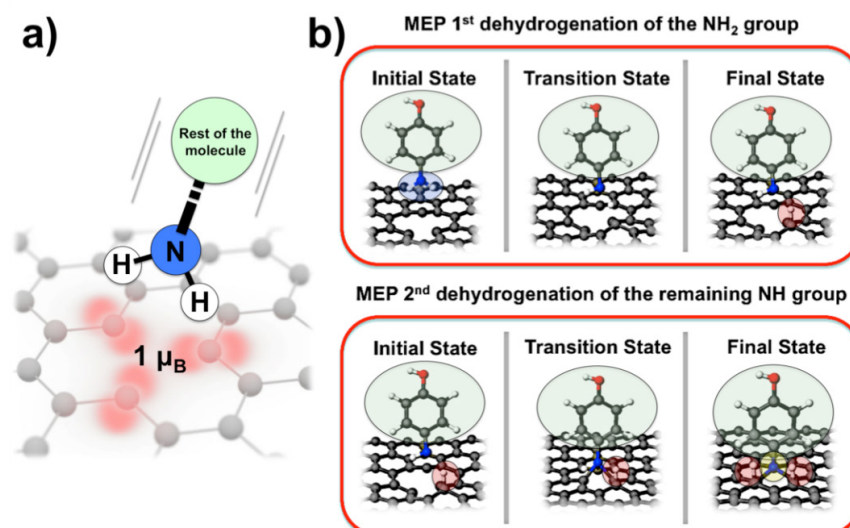 a)
Rest of the
molecule
N
H
H
1 μB
b)
MEP 1st dehydrogenation of the NH2 group
Initial State
Transition State
Final State
MEP 2nd dehydrogenation of the remaining NH group
Initial State
Transition State
Final State